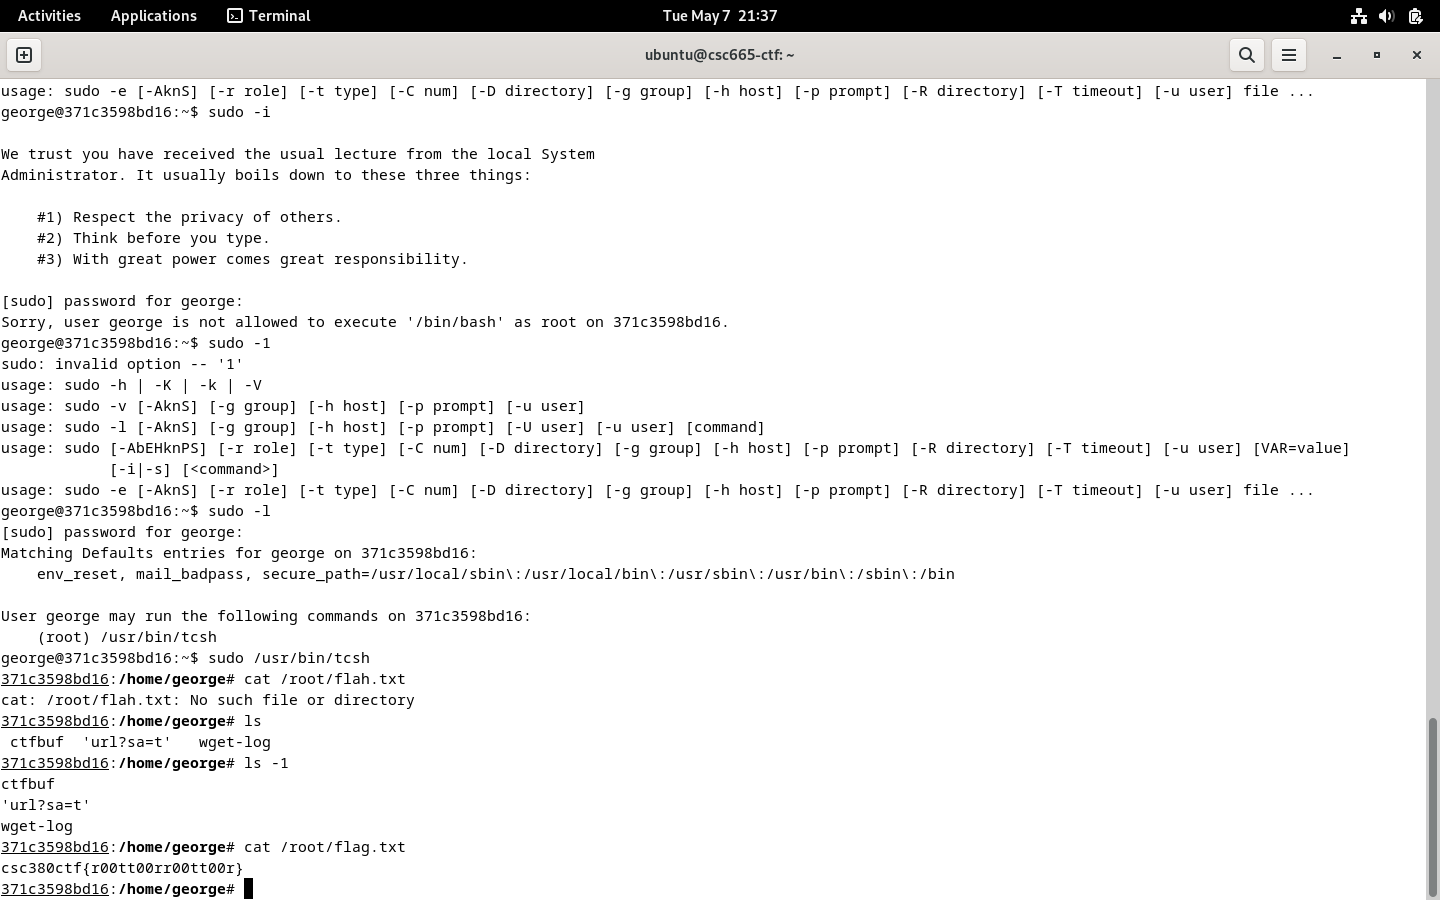 Activities Applications Terminal Tue May 7 21:37
ubuntu@csc665-ctf: ~
usage: sudo -e [-AknS] [-r role] [-t type] [-C num] [-D directory] [-g group] [-h host] [-p prompt] [-R directory] [-T timeout] [-u user] file ...
george@371c3598bd16:~$ sudo -i
We trust you have received the usual lecture from the local System
Administrator. It usually boils down to these three things:
#1) Respect the privacy of others.
#2) Think before you type.
#3) With great power comes great responsibility.
[sudo] password for george:
Sorry, user george is not allowed to execute '/bin/bash' as root on 371c3598bd16.
george@371c3598bd16:~$ sudo -1
sudo: invalid option -- '1'
usage: sudo -h | -K | -k | -V
usage: sudo -v [-AknS] [-g group] [-h host] [-p prompt] [-u user]
usage: sudo -l [-AknS] [-g group] [-h host] [-p prompt] [-U user] [-u user] [command]
usage: sudo [-AbEHknPS] [-r role] [-t type] [-C num] [-D directory] [-g group] [-h host] [-p prompt] [-R directory] [-T timeout] [-u user] [VAR=value]
[-i|-s] [<command>]
usage: sudo -e [-AknS] [-r role] [-t type] [-C num] [-D directory] [-g group] [-h host] [-p prompt] [-R directory] [-T timeout] [-u user] file ...
george@371c3598bd16:~$ sudo -l
[sudo] password for george:
Matching Defaults entries for george on 371c3598bd16:
env_reset, mail_badpass, secure_path=/usr/local/sbin\:/usr/local/bin\:/usr/sbin\:/usr/bin\:/sbin\:/bin
User george may run the following commands on 371c3598bd16:
(root) /usr/bin/tcsh
george@371c3598bd16:~$ sudo /usr/bin/tcsh
371c3598bd16:/home/george# cat /root/flah.txt
cat: /root/flah.txt: No such file or directory
371c3598bd16:/home/george# ls
ctfbuf 'url?sa=t' wget-log
371c3598bd16:/home/george# ls -1
ctfbuf
'url?sa=t'
wget-log
371c3598bd16:/home/george# cat /root/flag.txt
csc380ctf{r00tt00rr00tt00r}
371c3598bd16:/home/george#